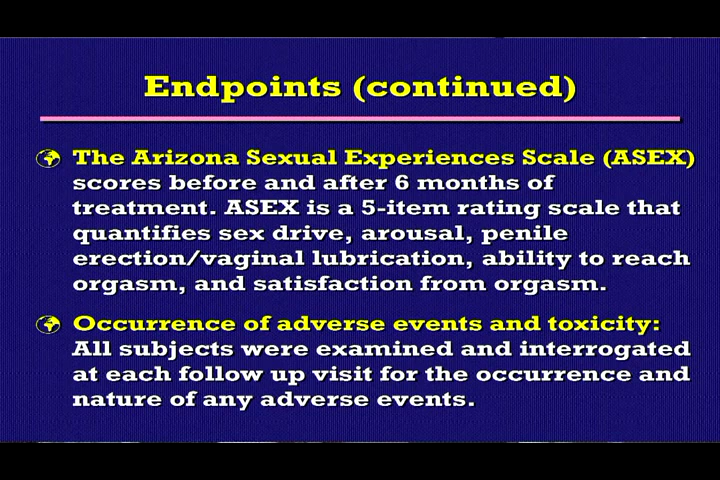 Endpoints (continued)
The Arizona Sexual Experiences Scale (ASEX)
scores before and after 6 months of
treatment. ASEX is a 5-item rating scale that
quantifies sex drive, arousal, penile
erection/vaginal lubrication, ability to reach
orgasm, and satisfaction from orgasm.
Occurrence of adverse events and toxicity:
All subjects were examined and interrogated
at each follow up visit for the occurrence and
nature of any adverse events.